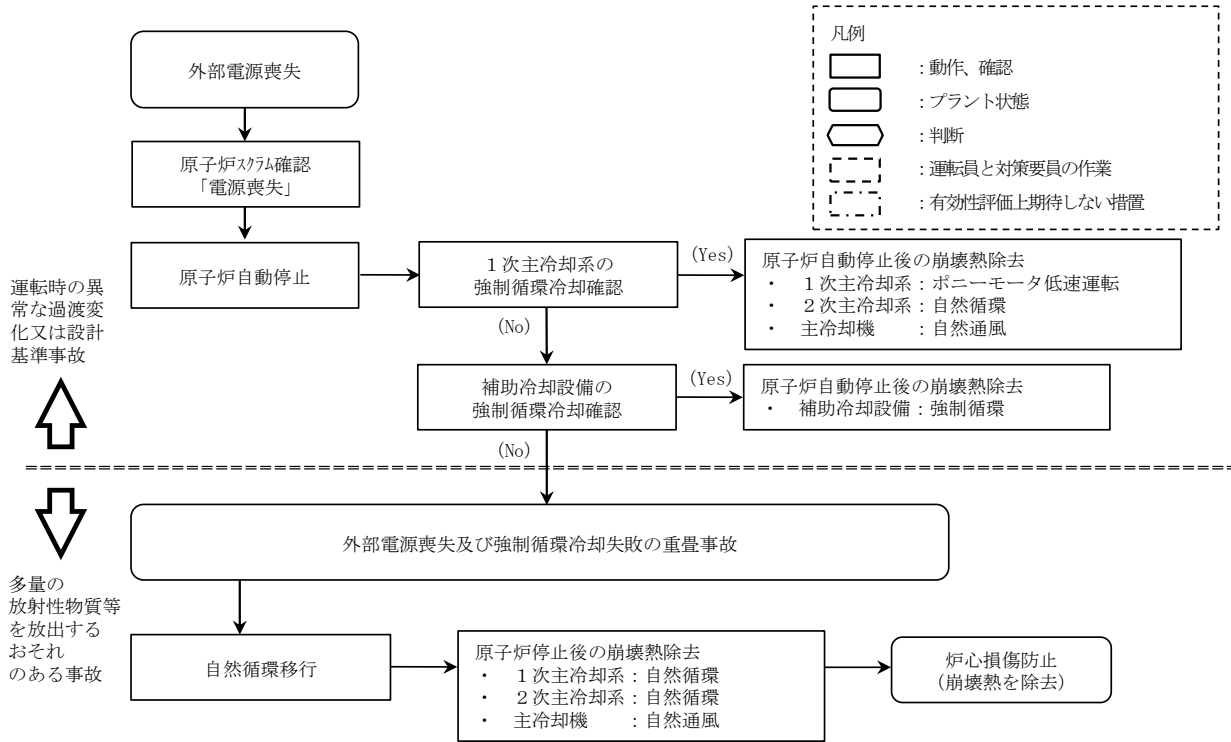 外部電源喪失
原子炉ｽｸﾗﾑ確認
「電源喪失」
原子炉自動停止
１次主冷却系の
強制循環冷却確認
(Yes)
原子炉自動停止後の崩壊熱除去
・ １次主冷却系：ポニーモータ低速運転
・ ２次主冷却系：自然循環
・ 主冷却機　　：自然通風
(No)
補助冷却設備の
強制循環冷却確認
(Yes)
原子炉自動停止後の崩壊熱除去
・ 補助冷却設備：強制循環
(No)
凡例
：動作、確認
：プラント状態
：判断
：運転員と対策要員の作業
：有効性評価上期待しない措置
運転時の異
常な過渡変
化又は設計
基準事故
多量の
放射性物質等
を放出する
おそれ
のある事故
外部電源喪失及び強制循環冷却失敗の重畳事故
自然循環移行
原子炉停止後の崩壊熱除去
・ １次主冷却系：自然循環
・ ２次主冷却系：自然循環
・ 主冷却機　　：自然通風
炉心損傷防止
(崩壊熱を除去)